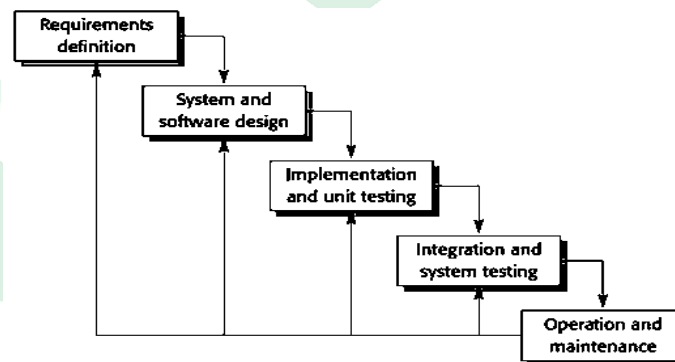 Requirements
definition
System and
software design
Implementation
and unit testing
Integration and
system testing
Operation and
maintenance